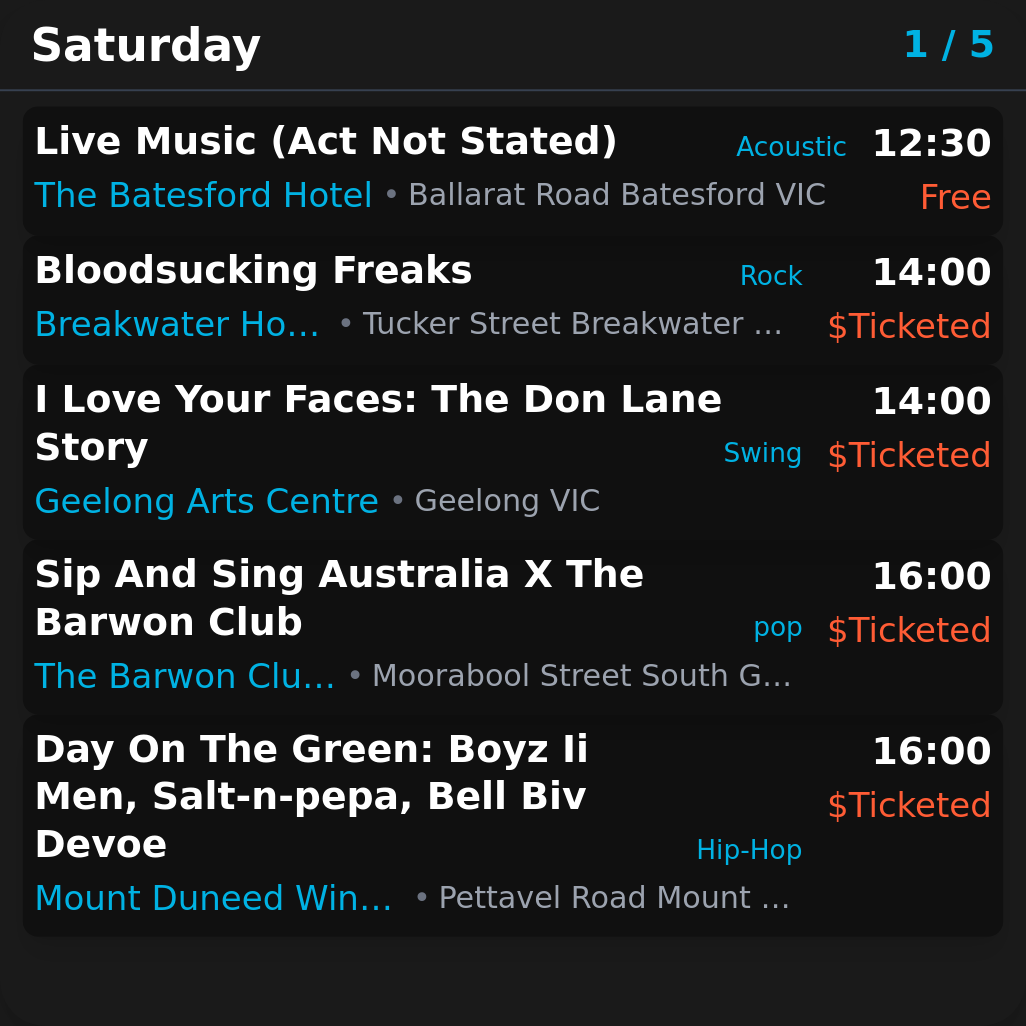 Saturday 1 / 5
Live Music (Act Not Stated) Acoustic 12:30
The Batesford Hotel • Ballarat Road Batesford VIC Free
Bloodsucking Freaks Rock 14:00
Breakwater Ho... • Tucker Street Breakwater ... $Ticketed
I Love Your Faces: The Don Lane 14:00
Story Swing $Ticketed
Geelong Arts Centre • Geelong VIC
Sip And Sing Australia X The 16:00
Barwon Club pop $Ticketed
The Barwon Clu... • Moorabool Street South G...
Day On The Green: Boyz Ii 16:00
Men, Salt-n-pepa, Bell Biv $Ticketed
Devoe Hip-Hop
Mount Duneed Win... • Pettavel Road Mount ...